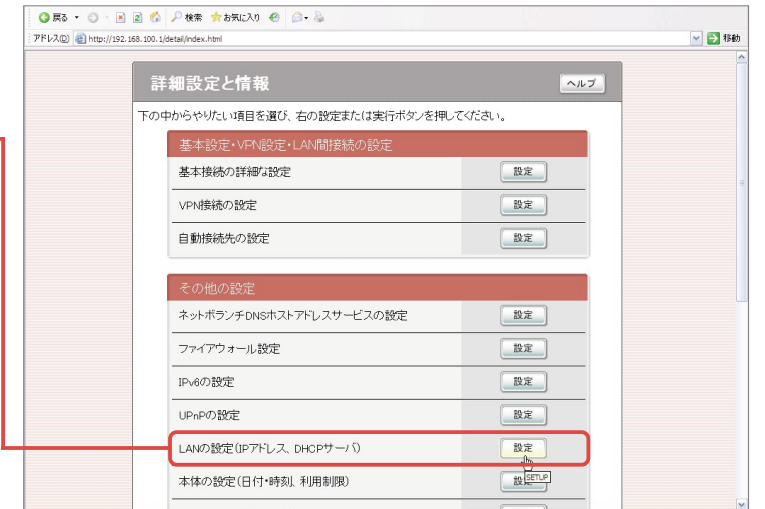 戻る 検索 お気に入り
アドレス(D) http://192.168.100.1/detail/index.html 移動
詳細設定と情報 ヘルプ
下の中からやりたい項目を選び、右の設定または実行ボタンを押してください。
基本設定・VPN設定・LAN間接続の設定
基本接続の詳細な設定 設定
VPN接続の設定 設定
自動接続先の設定 設定
その他の設定
ネットボランチDNSホストアドレスサービスの設定 設定
ファイアウォール設定 設定
IPv6の設定 設定
UPnPの設定 設定
LANの設定(IPアドレス、DHCPサーバ) 設定
本体の設定(日付・時刻、利用制限) 設定
SETUP